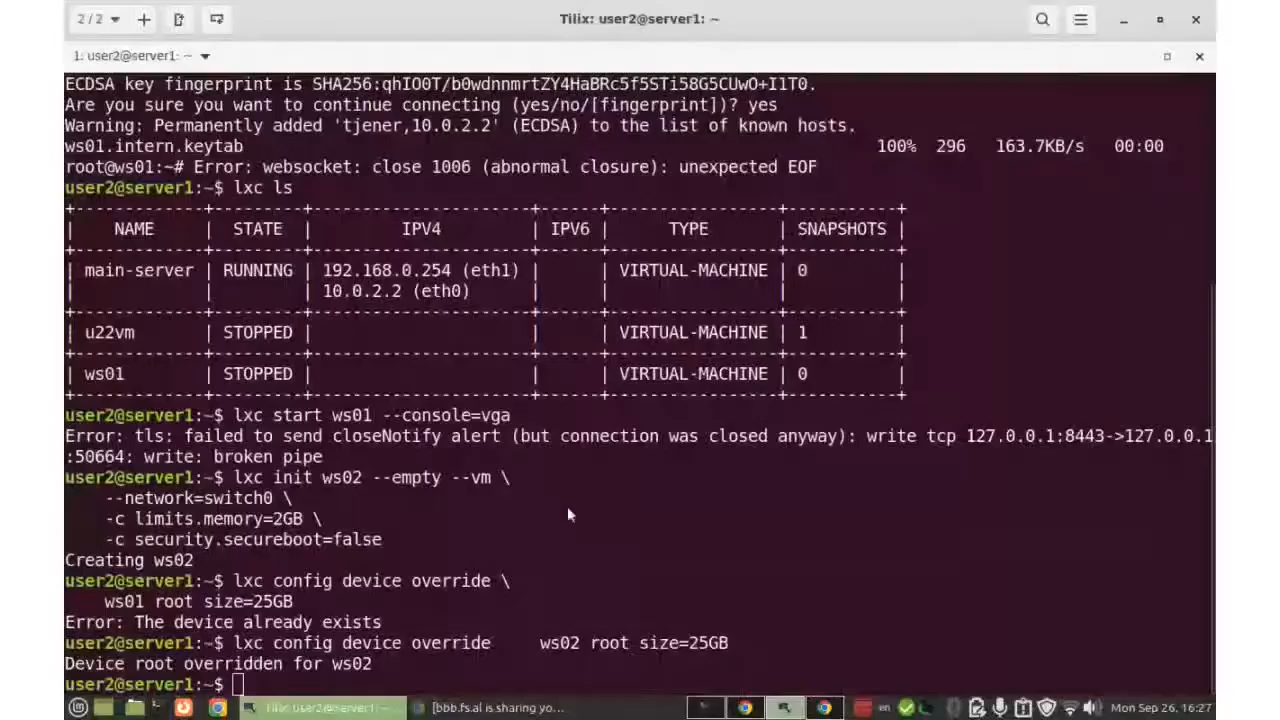 2 / 2
Tilix: user2@server1: ~
1: user2@server1: ~
ECDSA key fingerprint is SHA256:qhIO0T/b0wdnnmrtZY4HaBRc5f5STi58G5CUwO+I1T0.
Are you sure you want to continue connecting (yes/no/[fingerprint])? yes
Warning: Permanently added 'tjener,10.0.2.2' (ECDSA) to the list of known hosts.
ws01.intern.keytab 100% 296 163.7KB/s 00:00
root@ws01:~# Error: websocket: close 1006 (abnormal closure): unexpected EOF
user2@server1:~$ lxc ls
+--------------+---------+----------------------+------+-----------------+-----------+
| NAME | STATE | IPV4 | IPV6 | TYPE | SNAPSHOTS |
+--------------+---------+----------------------+------+-----------------+-----------+
| main-server | RUNNING | 192.168.0.254 (eth1) | | VIRTUAL-MACHINE | 0 |
| | | 10.0.2.2 (eth0) | | | |
+--------------+---------+----------------------+------+-----------------+-----------+
| u22vm | STOPPED | | | VIRTUAL-MACHINE | 1 |
+--------------+---------+----------------------+------+-----------------+-----------+
| ws01 | STOPPED | | | VIRTUAL-MACHINE | 0 |
+--------------+---------+----------------------+------+-----------------+-----------+
user2@server1:~$ lxc start ws01 --console=vga
Error: tls: failed to send closeNotify alert (but connection was closed anyway): write tcp 127.0.0.1:8443->127.0.0.1
:50664: write: broken pipe
user2@server1:~$ lxc init ws02 --empty --vm \
--network=switch0 \
-c limits.memory=2GB \
-c security.secureboot=false
Creating ws02
user2@server1:~$ lxc config device override \
ws01 root size=25GB
Error: The device already exists
user2@server1:~$ lxc config device override ws02 root size=25GB
Device root overridden for ws02
user2@server1:~$
Tilix: user2@server1: ~
[bbb.fs.al is sharing yo...
en
Mon Sep 26, 16:27